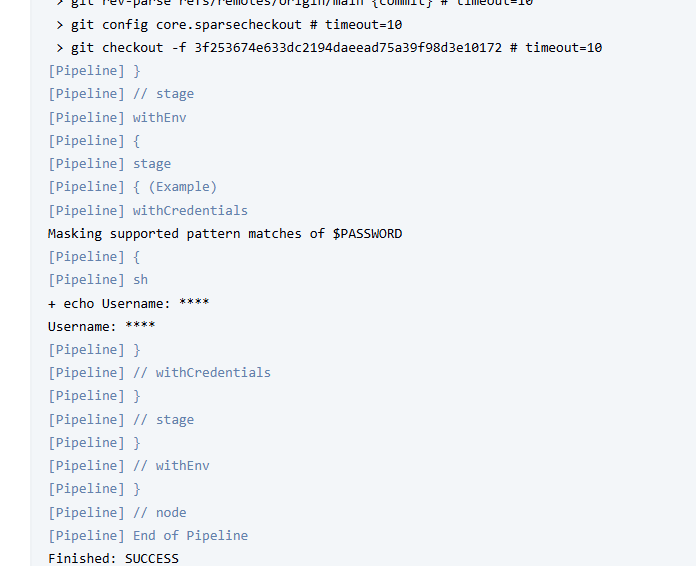 > git rev-parse refs/remotes/origin/main^{commit} # timeout=10
> git config core.sparsecheckout # timeout=10
> git checkout -f 3f253674e633dc2194daeead75a39f98d3e10172 # timeout=10
[Pipeline] }
[Pipeline] // stage
[Pipeline] withEnv
[Pipeline] {
[Pipeline] stage
[Pipeline] { (Example)
[Pipeline] withCredentials
Masking supported pattern matches of $PASSWORD
[Pipeline] {
[Pipeline] sh
+ echo Username: ****
Username: ****
[Pipeline] }
[Pipeline] // withCredentials
[Pipeline] }
[Pipeline] // stage
[Pipeline] }
[Pipeline] // withEnv
[Pipeline] }
[Pipeline] // node
[Pipeline] End of Pipeline
Finished: SUCCESS